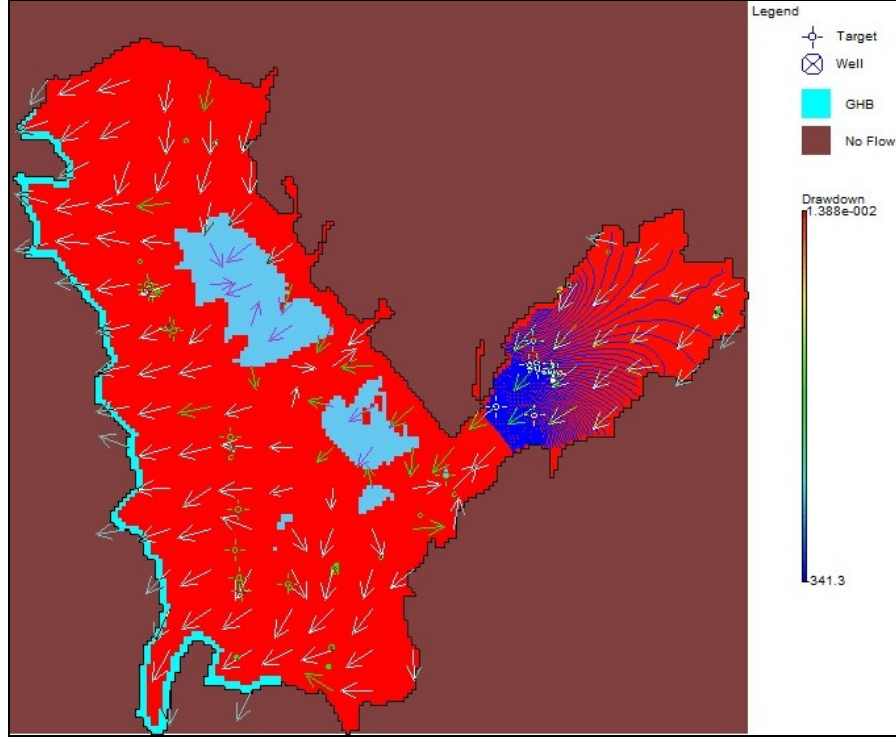 Legend
Target
Well
GHB
No Flow
Drawdown
1.388e-002
341.3